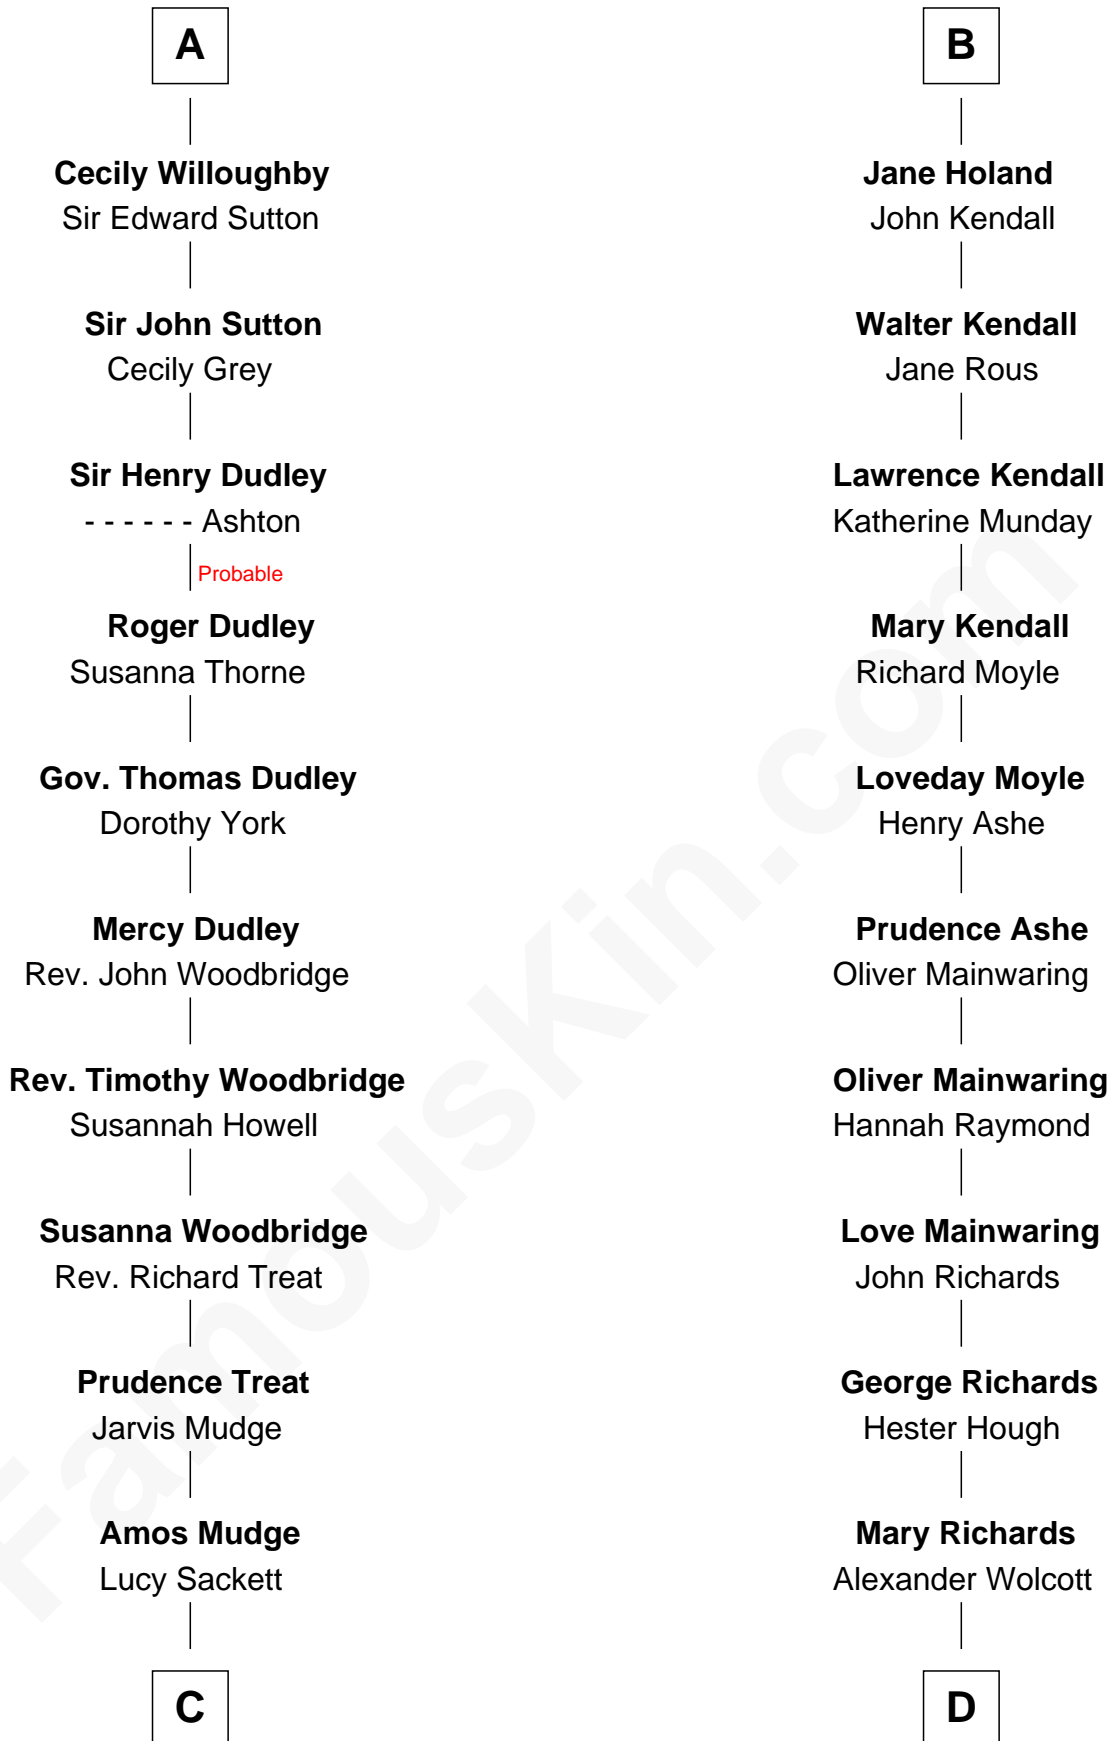 A
Cecily Willoughby
Sir Edward Sutton
Sir John Sutton
Cecily Grey
Sir Henry Dudley
- - - - - - Ashton
Probable
Roger Dudley
Susanna Thorne
Gov. Thomas Dudley
Dorothy York
Mercy Dudley
Rev. John Woodbridge
Rev. Timothy Woodbridge
Susannah Howell
Susanna Woodbridge
Rev. Richard Treat
Prudence Treat
Jarvis Mudge
Amos Mudge
Lucy Sackett
C
B
Jane Holand
John Kendall
Walter Kendall
Jane Rous
Lawrence Kendall
Katherine Munday
Mary Kendall
Richard Moyle
Loveday Moyle
Henry Ashe
Prudence Ashe
Oliver Mainwaring
Oliver Mainwaring
Hannah Raymond
Love Mainwaring
John Richards
George Richards
Hester Hough
Mary Richards
Alexander Wolcott
D
FamousKin.com